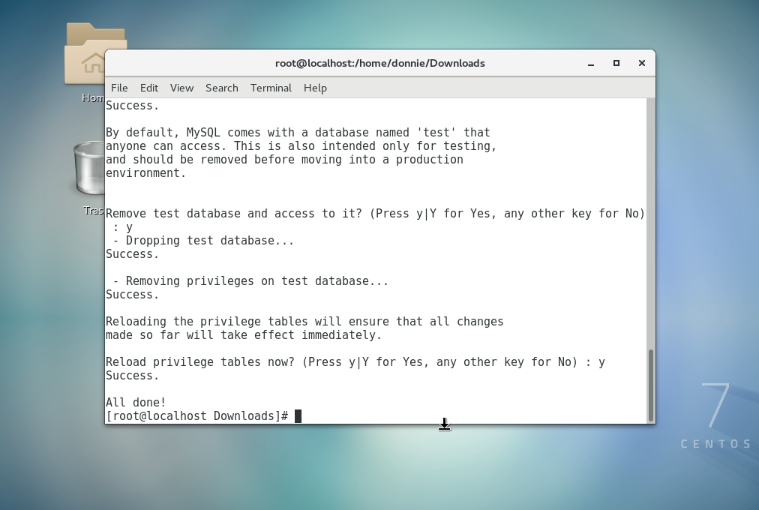 root@localhost:/home/donnie/Downloads
File Edit View Search Terminal Help
Success.
By default, MySQL comes with a database named 'test' that
anyone can access. This is also intended only for testing,
and should be removed before moving into a production
environment.
Remove test database and access to it? (Press y|Y for Yes, any other key for No)
: y
- Dropping test database...
Success.
- Removing privileges on test database...
Success.
Reloading the privilege tables will ensure that all changes
made so far will take effect immediately.
Reload privilege tables now? (Press y|Y for Yes, any other key for No) : y
Success.
All done!
[root@localhost Downloads]#
Hom
Tras
7
CENTOS